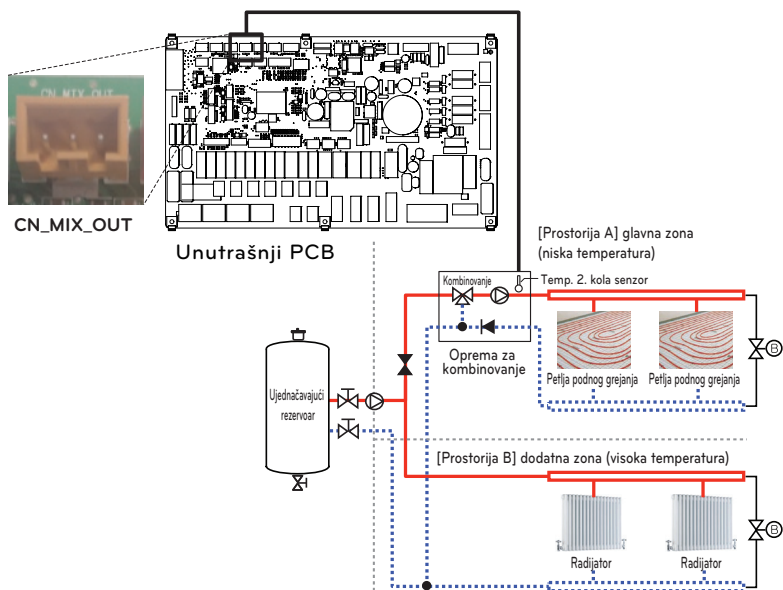 CN_MIX_OUT
CN_MIX_OUT
Unutrašnji PCB
[Prostorija A] glavna zona
(niska temperatura)
Kombinovanje
Temp. 2. kola senzor
Oprema za
kombinovanje
Petlja podnog grejanja
Petlja podnog grejanja
B
Ujednačavajući
rezervoar
[Prostorija B] dodatna zona (visoka temperatura)
Radijator
Radijator
B